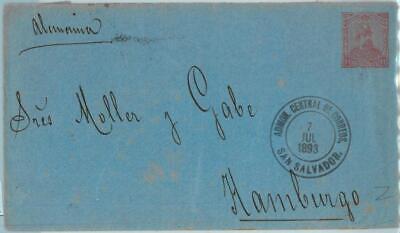 Alemania
Sres Moller y Gabe
ADMON. CENTRAL DE CORREOS.
7
JUL
1893
SAN SALVADOR.
Hamburgo